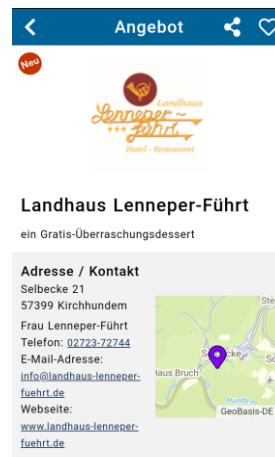 Angebot
Neu
Landhaus
Lenneper ~
*** Führt
Hotel - Restaurant
Landhaus Lenneper-Führt
ein Gratis-Überraschungsdessert
Adresse / Kontakt
Selbecke 21
57399 Kirchhundem
Frau Lenneper-Führt
Telefon: 02723-72744
E-Mail-Adresse:
info@landhaus-lenneper-
fuehrt.de
Webseite:
www.landhaus-lenneper-
fuehrt.de
Ste
Haus Bruch
Hunde
GeoBasis-DE